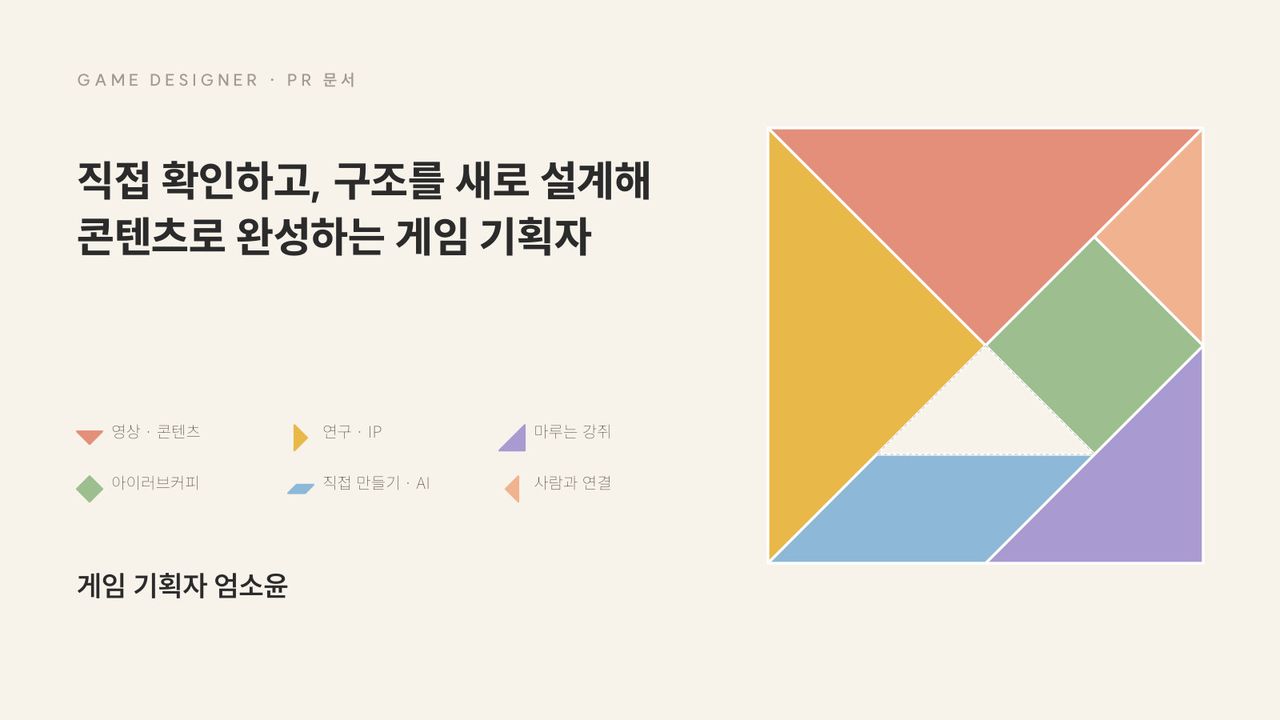 GAME DESIGNER · PR 문서
직접 확인하고, 구조를 새로 설계해
콘텐츠로 완성하는 게임 기획자
영상 · 콘텐츠
연구 · IP
마루는 강쥐
아이러브커피
직접 만들기 · AI
사람과 연결
게임 기획자 엄소윤